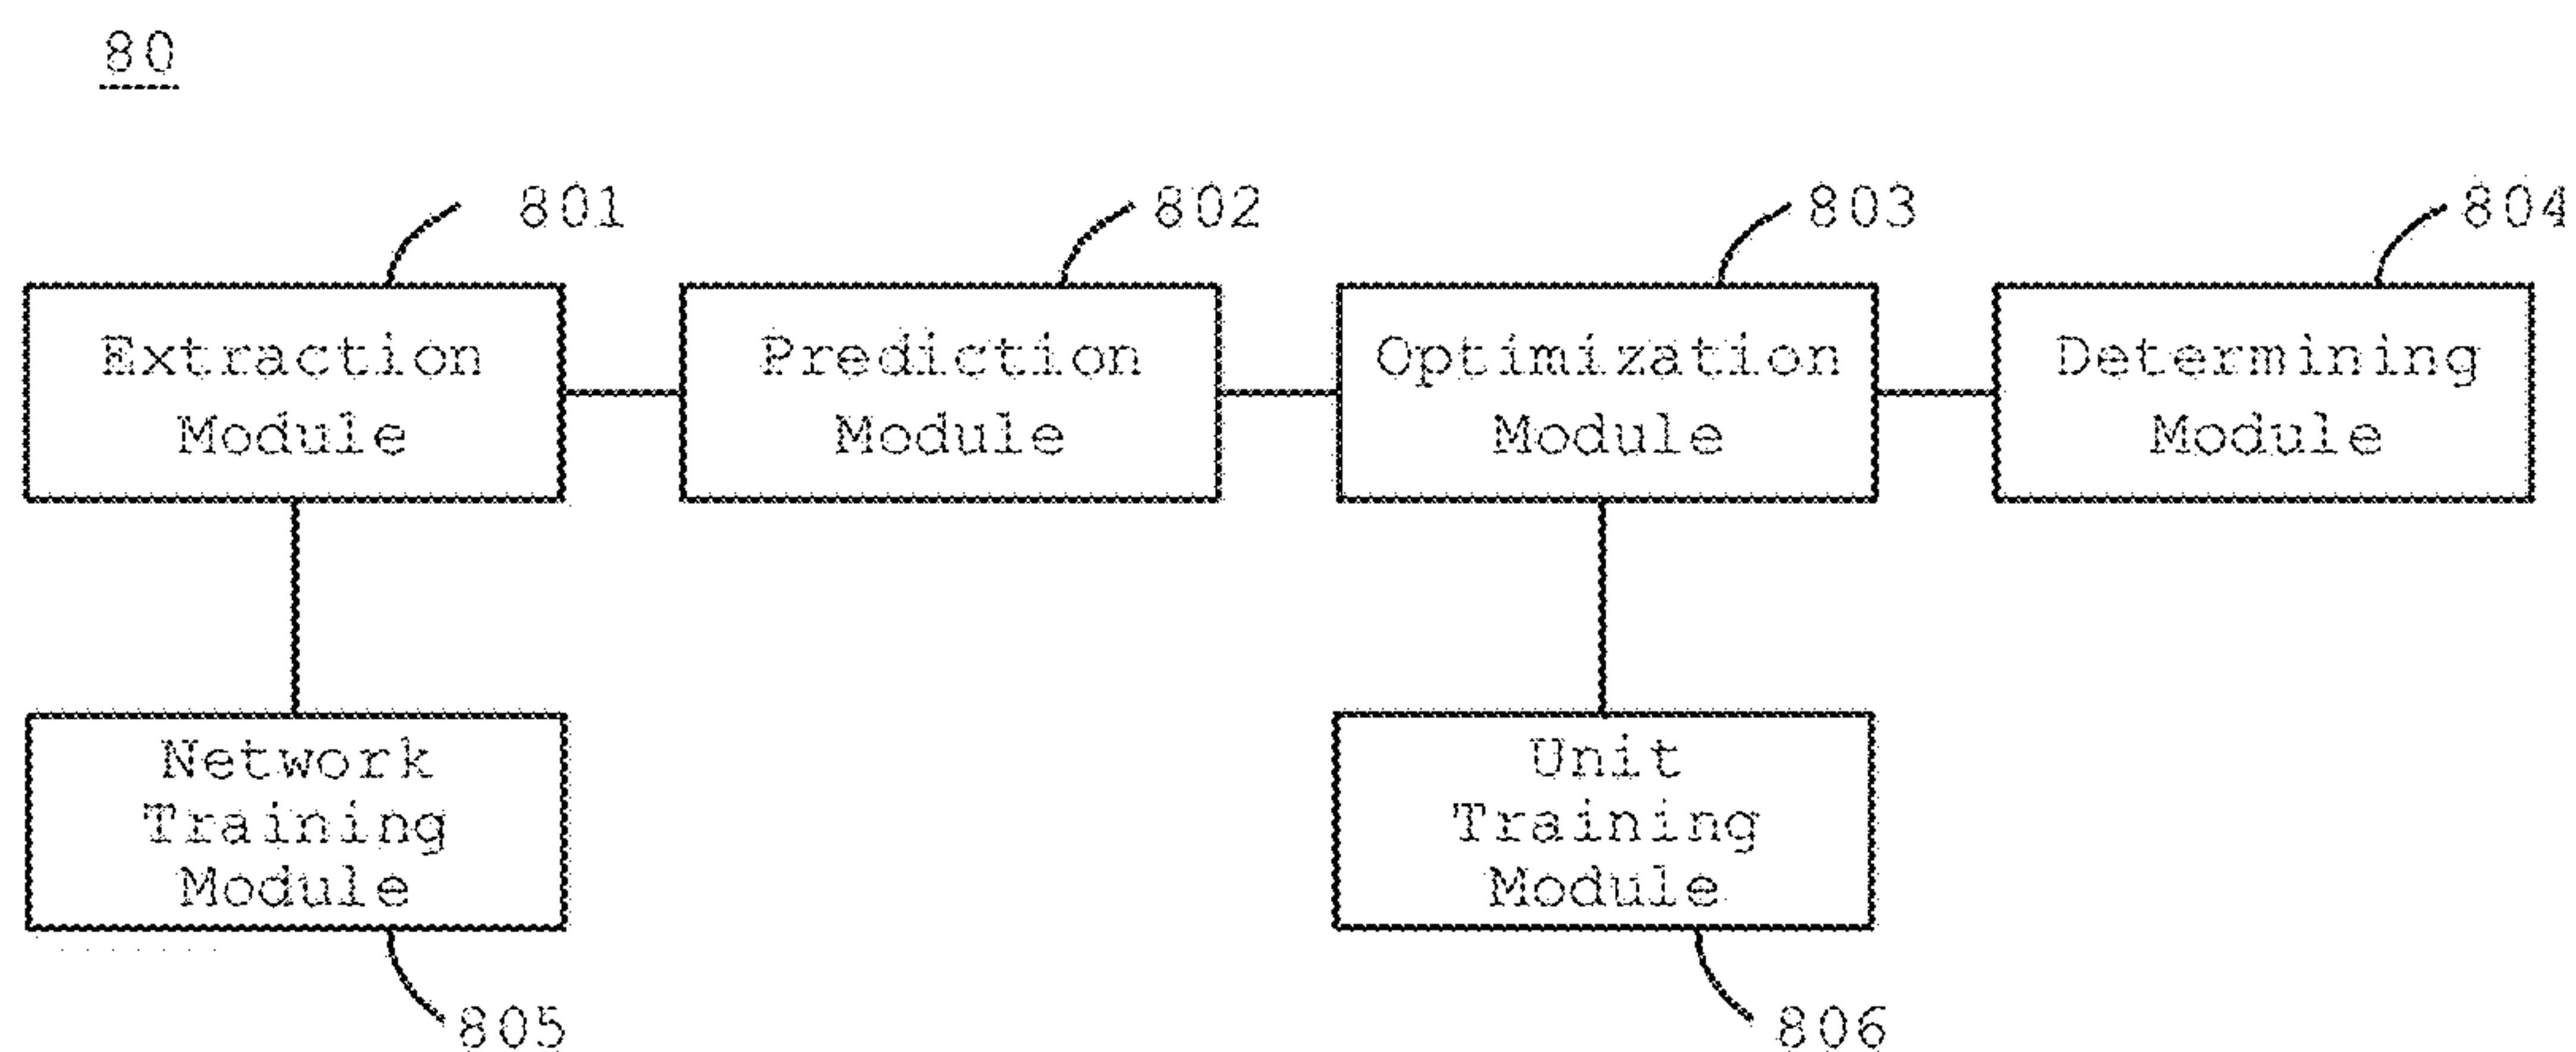 80
801
802
803
804
Extraction
Module
Prediction
Module
Optimization
Module
Determining
Module
Network
Training
Module
Unit
Training
Module
805
806